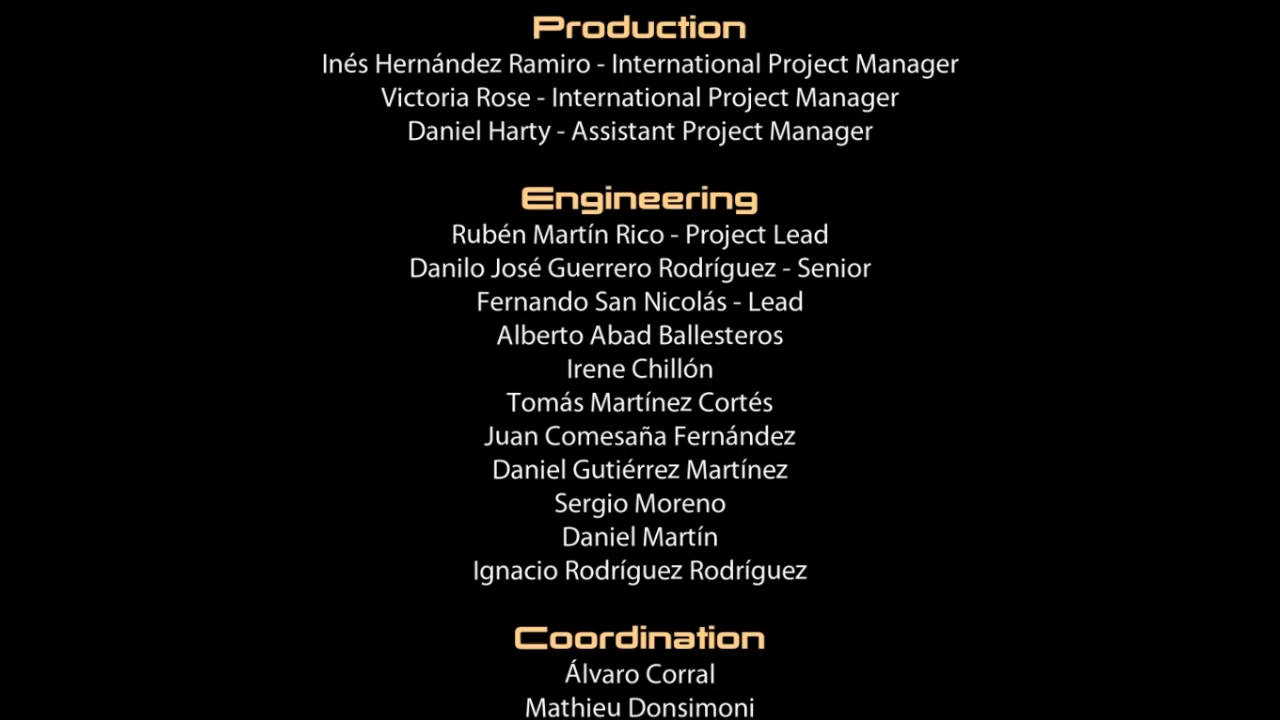 Production
Inés Hernández Ramiro - International Project Manager
Victoria Rose - International Project Manager
Daniel Harty - Assistant Project Manager
Engineering
Rubén Martín Rico - Project Lead
Danilo José Guerrero Rodríguez - Senior
Fernando San Nicolás - Lead
Alberto Abad Ballesteros
Irene Chillón
Tomás Martínez Cortés
Juan Comesaña Fernández
Daniel Gutiérrez Martínez
Sergio Moreno
Daniel Martín
Ignacio Rodríguez Rodríguez
Coordination
Álvaro Corral
Mathieu Donsimoni